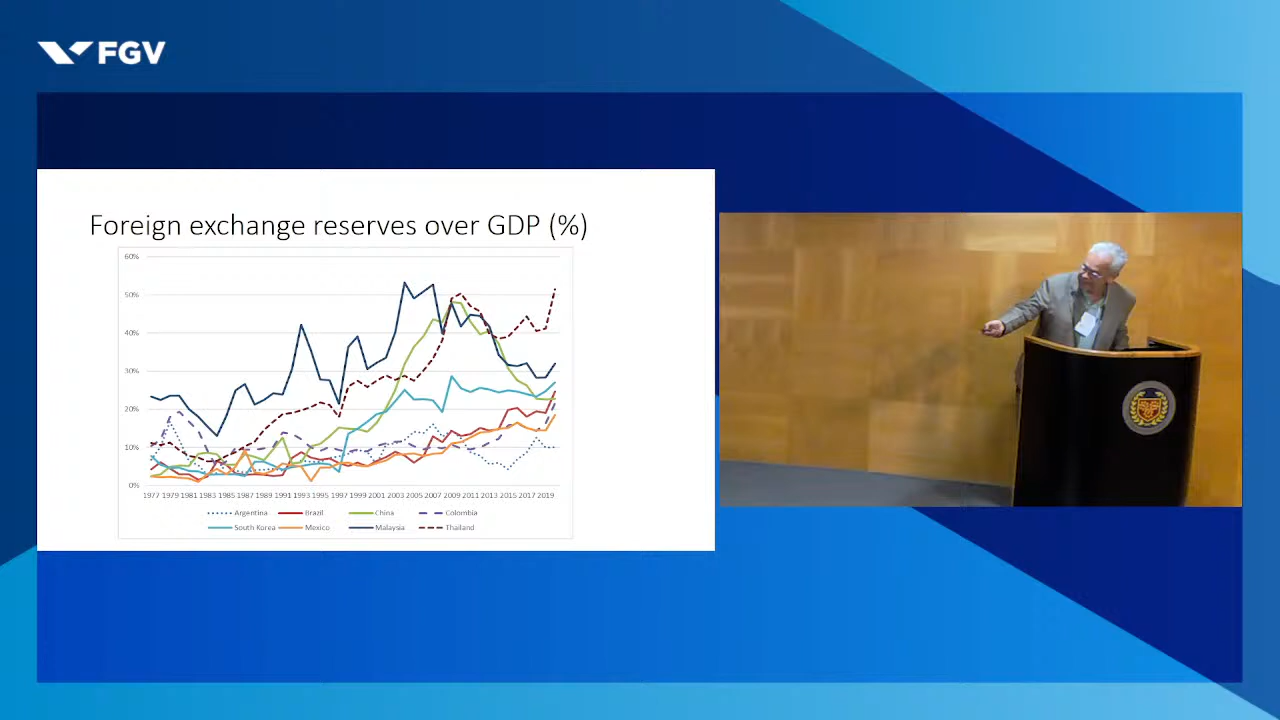 FGV
Foreign exchange reserves over GDP (%)
60%
50%
40%
30%
20%
10%
0%
1977 1979 1981 1983 1985 1987 1989 1991 1993 1995 1997 1999 2001 2003 2005 2007 2009 2011 2013 2015 2017 2019
Argentina Brazil China Colombia
South Korea Mexico Malaysia Thailand